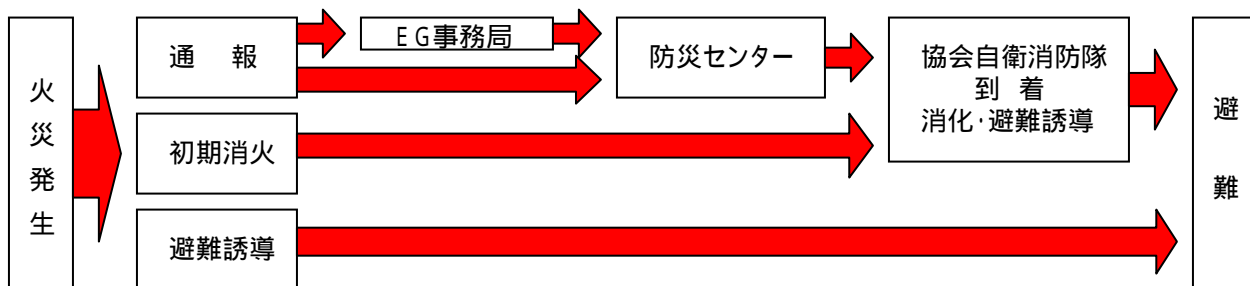 火災発生
通 報
EG事務局
防災センター
協会自衛消防隊
到 着
消化・避難誘導
初期消火
避難誘導
避難